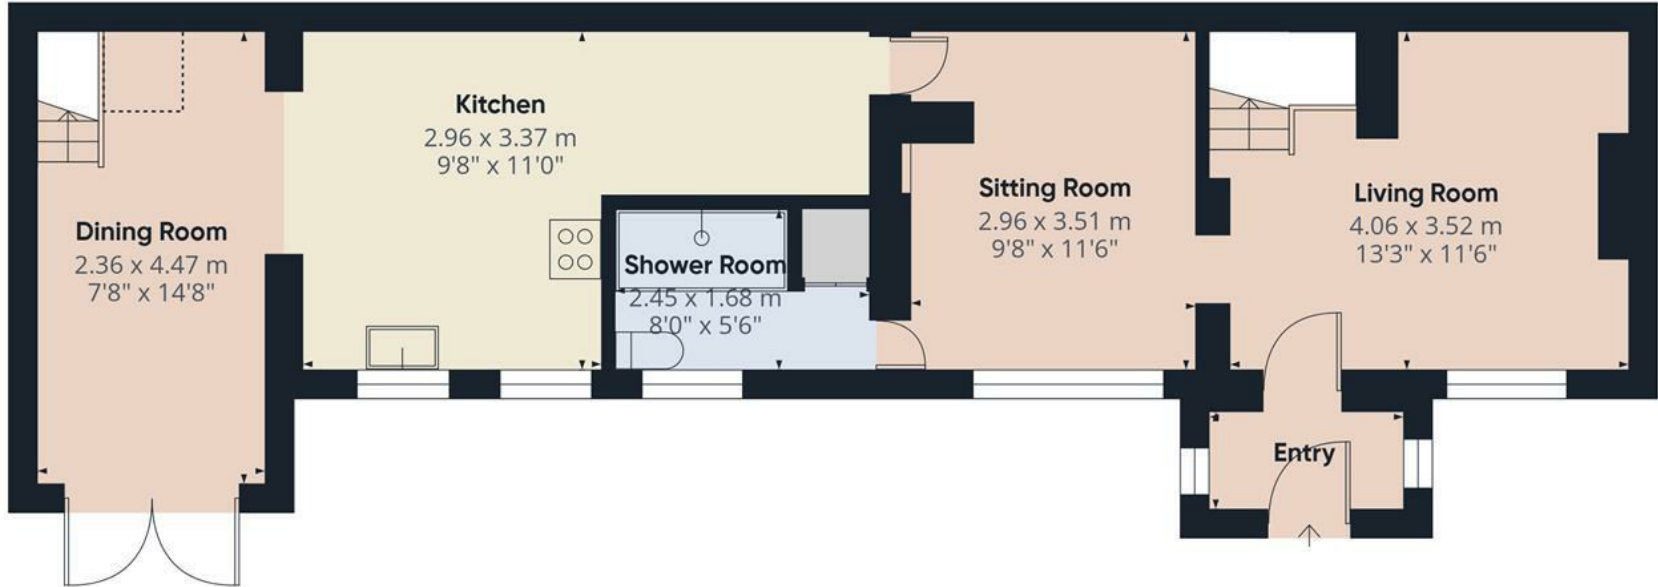 Dining Room
2.36 x 4.47 m
7'8" x 14'8"
Kitchen
2.96 x 3.37 m
9'8" x 11'0"
Shower Room
2.45 x 1.68 m
8'0" x 5'6"
Sitting Room
2.96 x 3.51 m
9'8" x 11'6"
Living Room
4.06 x 3.52 m
13'3" x 11'6"
Entry